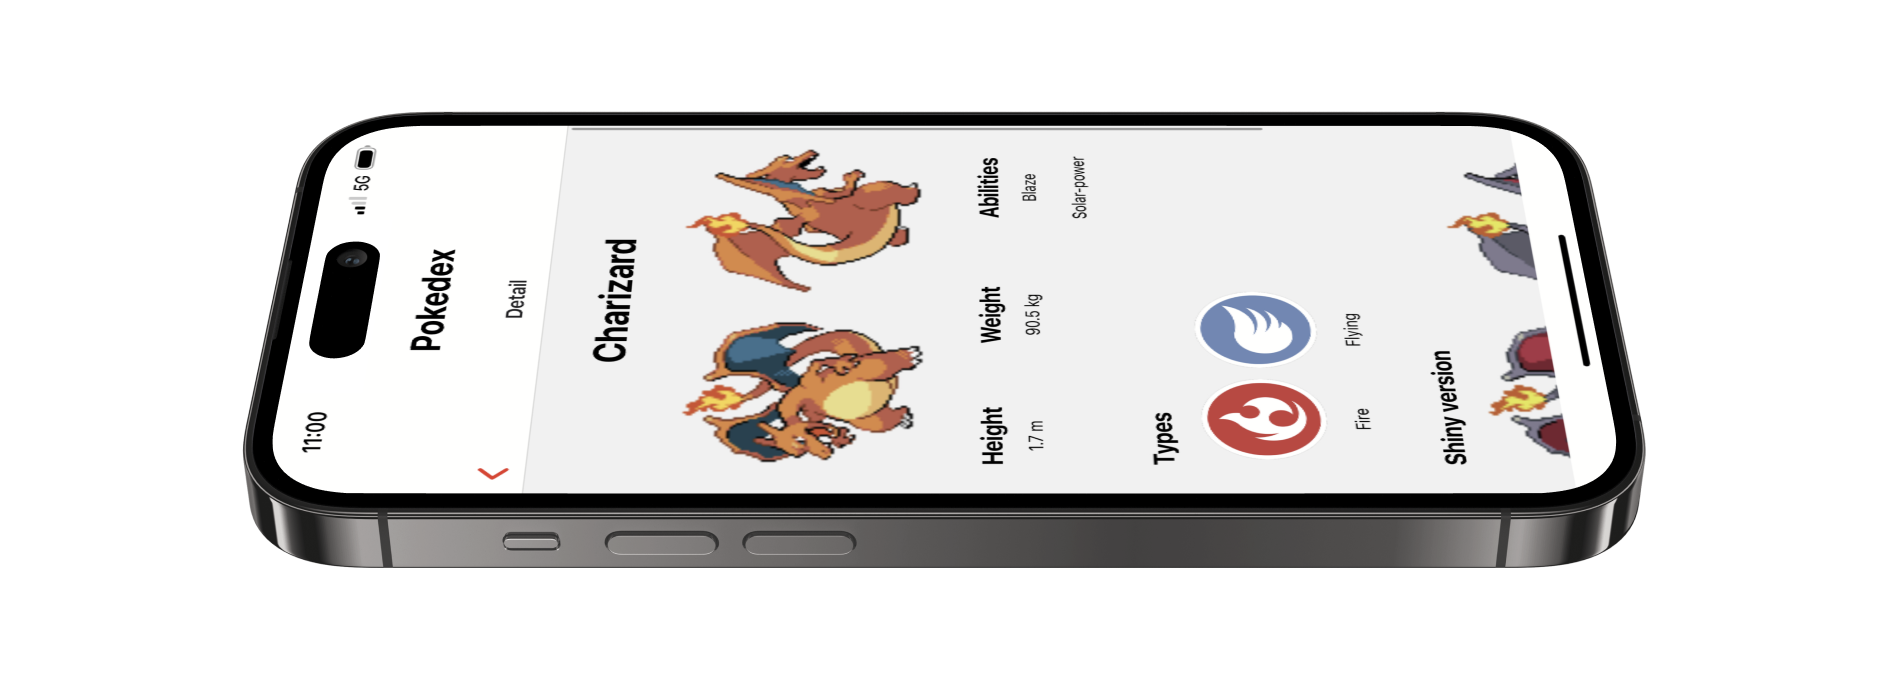 11:00
5G
Pokedex
Detail
Charizard
Height
Weight
Abilities
1.7 m
90.5 kg
Blaze
Solar-power
Types
Fire
Flying
Shiny version